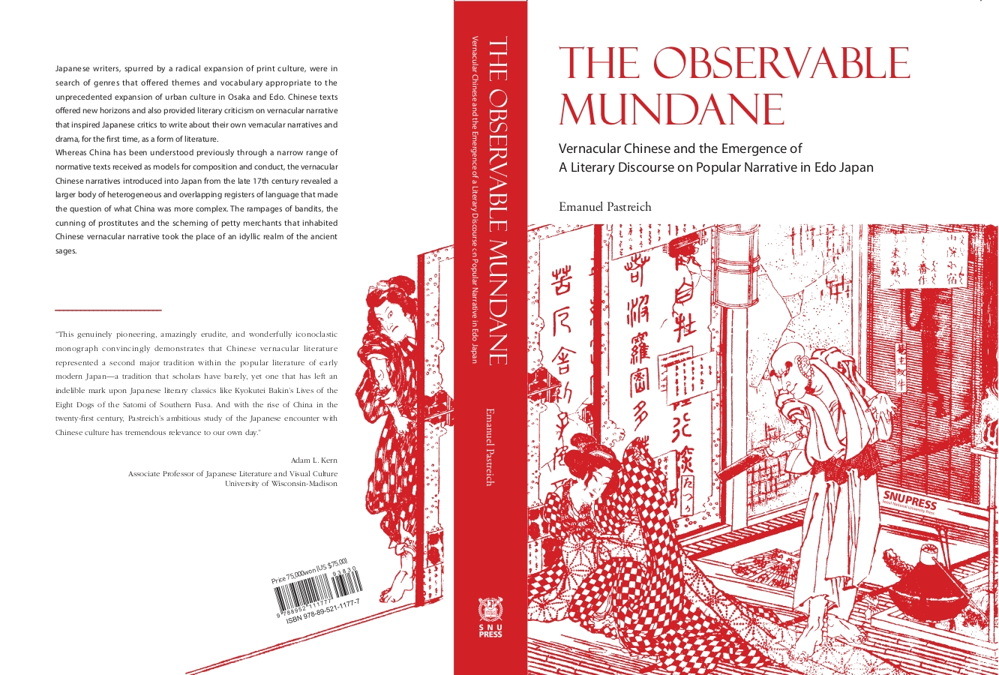 Japanese writers, spurred by a radical expansion of print culture, were in
search of genres that offered themes and vocabulary appropriate to the
unprecedented expansion of urban culture in Osaka and Edo. Chinese texts
offered new horizons and also provided literary criticism on vernacular narrative
that inspired Japanese critics to write about their own vernacular narratives and
drama, for the first time, as a form of literature.
Whereas China has been understood previously through a narrow range of
normative texts received as models for composition and conduct, the vernacular
Chinese narratives introduced into Japan from the late 17th century revealed a
larger body of heterogeneous and overlapping registers of language that made
the question of what China was more complex. The rampages of bandits, the
cunning of prostitutes and the scheming of petty merchants that inhabited
Chinese vernacular narrative took the place of an idyllic realm of the ancient
sages.
“This genuinely pioneering, amazingly erudite, and wonderfully iconoclastic
monograph convincingly demonstrates that Chinese vernacular literature
represented a second major tradition within the popular literature of early
modern Japan—a tradition that scholars have barely, yet one that has left an
indelible mark upon Japanese literary classics like Kyokutei Bakin's Lives of the
Eight Dogs of the Satomi of Southern Fusa. And with the rise of China in the
twenty-first century, Pastreich's ambitious study of the Japanese encounter with
Chinese culture has tremendous relevance to our own day.”
Adam L. Kern
Associate Professor of Japanese Literature and Visual Culture
University of Wisconsin-Madison
Price 75,000won (US $75.00)
93830
9 788952 111777
ISBN 978-89-521-1177-7
THE OBSERVABLE MUNDANE
Vernacular Chinese and the Emergence of a Literary Discourse on Popular Narrative in Edo Japan
Emanuel Pastreich
SNU
PRESS
THE OBSERVABLE
MUNDANE
Vernacular Chinese and the Emergence of
A Literary Discourse on Popular Narrative in Edo Japan
Emanuel Pastreich
苦厄舍
羅密多
自在
SNUPRESS
Seoul National University Press